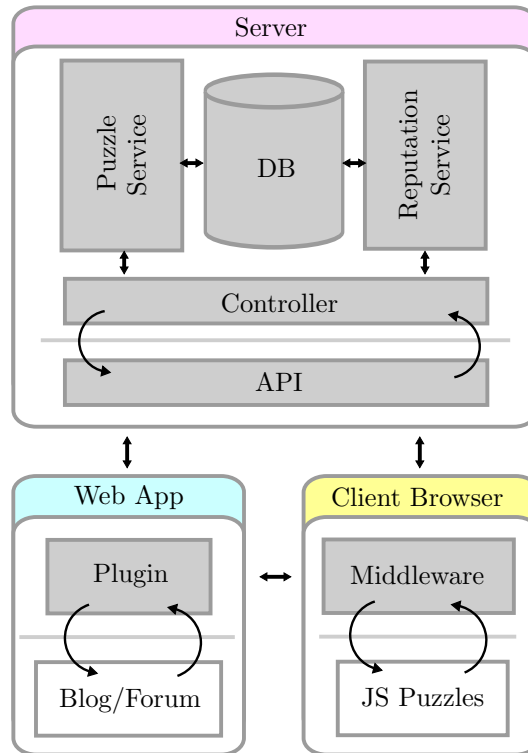 Server
Puzzle
Service
DB
Reputation
Service
Controller
API
Web App
Plugin
Blog/Forum
Client Browser
Middleware
JS Puzzles